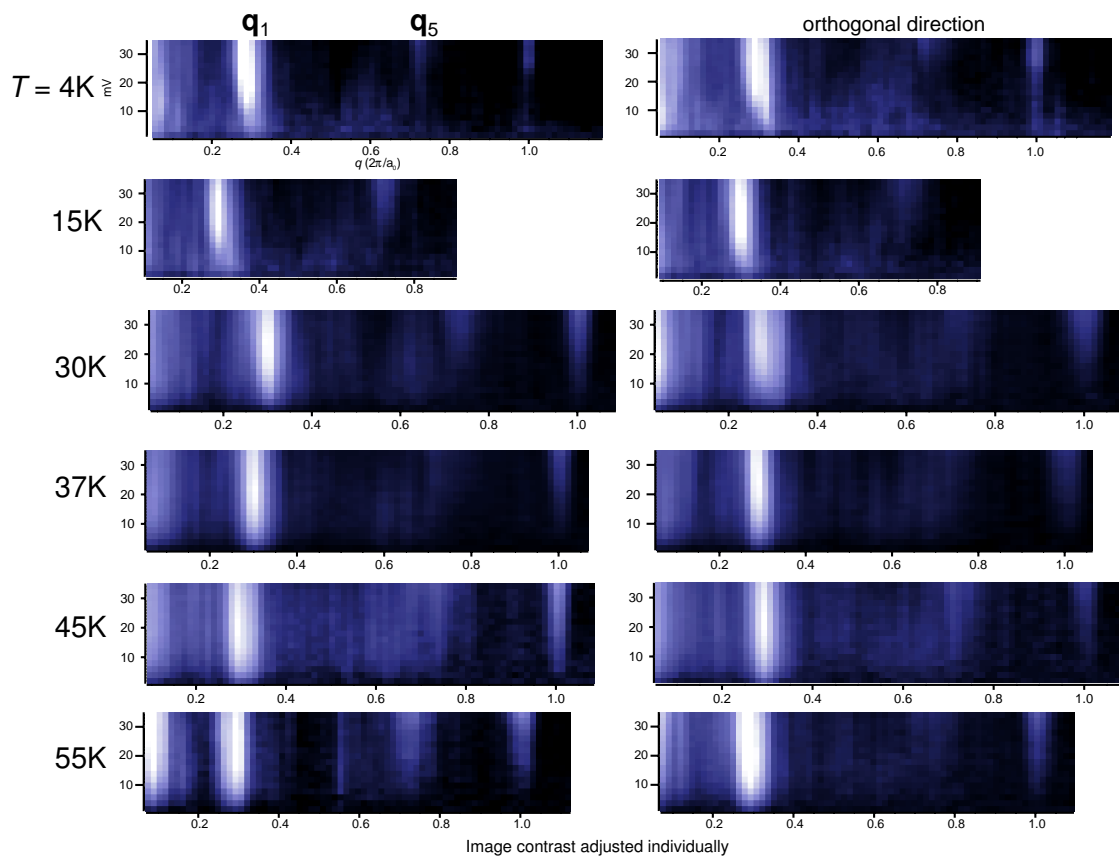 q1 q5 orthogonal direction
T = 4K mV 30 20 10 30 20 10
0.2 0.4 0.6 0.8 1.0 0.2 0.4 0.6 0.8 1.0
q (2π/a0)
15K 30 20 10 30 20 10
0.2 0.4 0.6 0.8 0.2 0.4 0.6 0.8
30K 30 20 10 30 20 10
0.2 0.4 0.6 0.8 1.0 0.2 0.4 0.6 0.8 1.0
37K 30 20 10 30 20 10
0.2 0.4 0.6 0.8 1.0 0.2 0.4 0.6 0.8 1.0
45K 30 20 10 30 20 10
0.2 0.4 0.6 0.8 1.0 0.2 0.4 0.6 0.8 1.0
55K 30 20 10 30 20 10
0.2 0.4 0.6 0.8 1.0 0.2 0.4 0.6 0.8 1.0
Image contrast adjusted individually